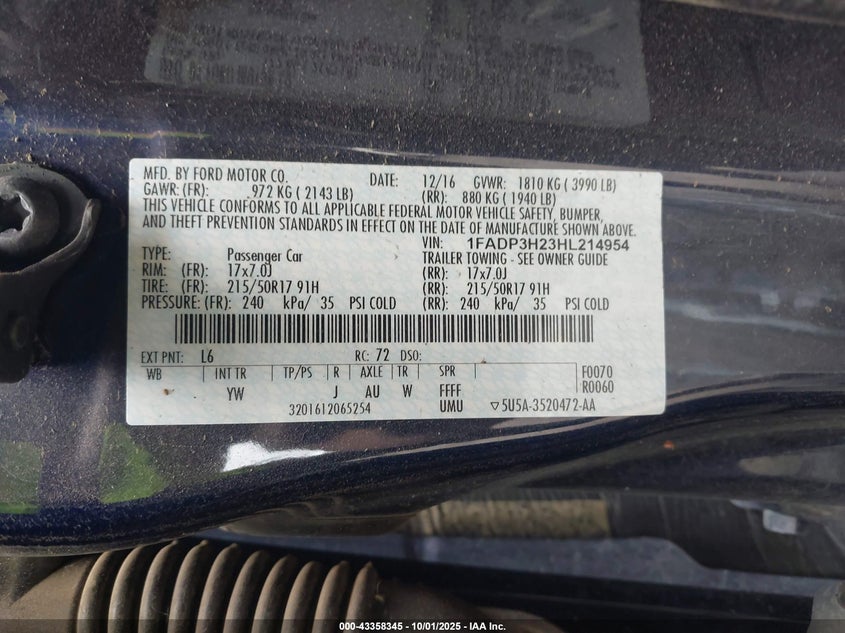 MFD. BY FORD MOTOR CO. DATE: 12/16 GVWR: 1810 KG ( 3990 LB)
GAWR: (FR): 972 KG ( 2143 LB) (RR): 880 KG ( 1940 LB)
THIS VEHICLE CONFORMS TO ALL APPLICABLE FEDERAL MOTOR VEHICLE SAFETY, BUMPER,
AND THEFT PREVENTION STANDARDS IN EFFECT ON THE DATE OF MANUFACTURE SHOWN ABOVE.
VIN: 1FADP3H23HL214954
TYPE: Passenger Car TRAILER TOWING - SEE OWNER GUIDE
RIM: (FR): 17x7.0J (RR): 17x7.0J
TIRE: (FR): 215/50R17 91H (RR): 215/50R17 91H
PRESSURE: (FR): 240 kPa/ 35 PSI COLD (RR): 240 kPa/ 35 PSI COLD
EXT PNT: L6 RC: 72 DSO:
WB INT TR TP/PS R AXLE TR SPR F0070
YW J AU W FFFF R0060
3201612065254 UMU ▽5U5A-3520472-AA
000-43358345 - 10/01/2025 - IAA Inc.